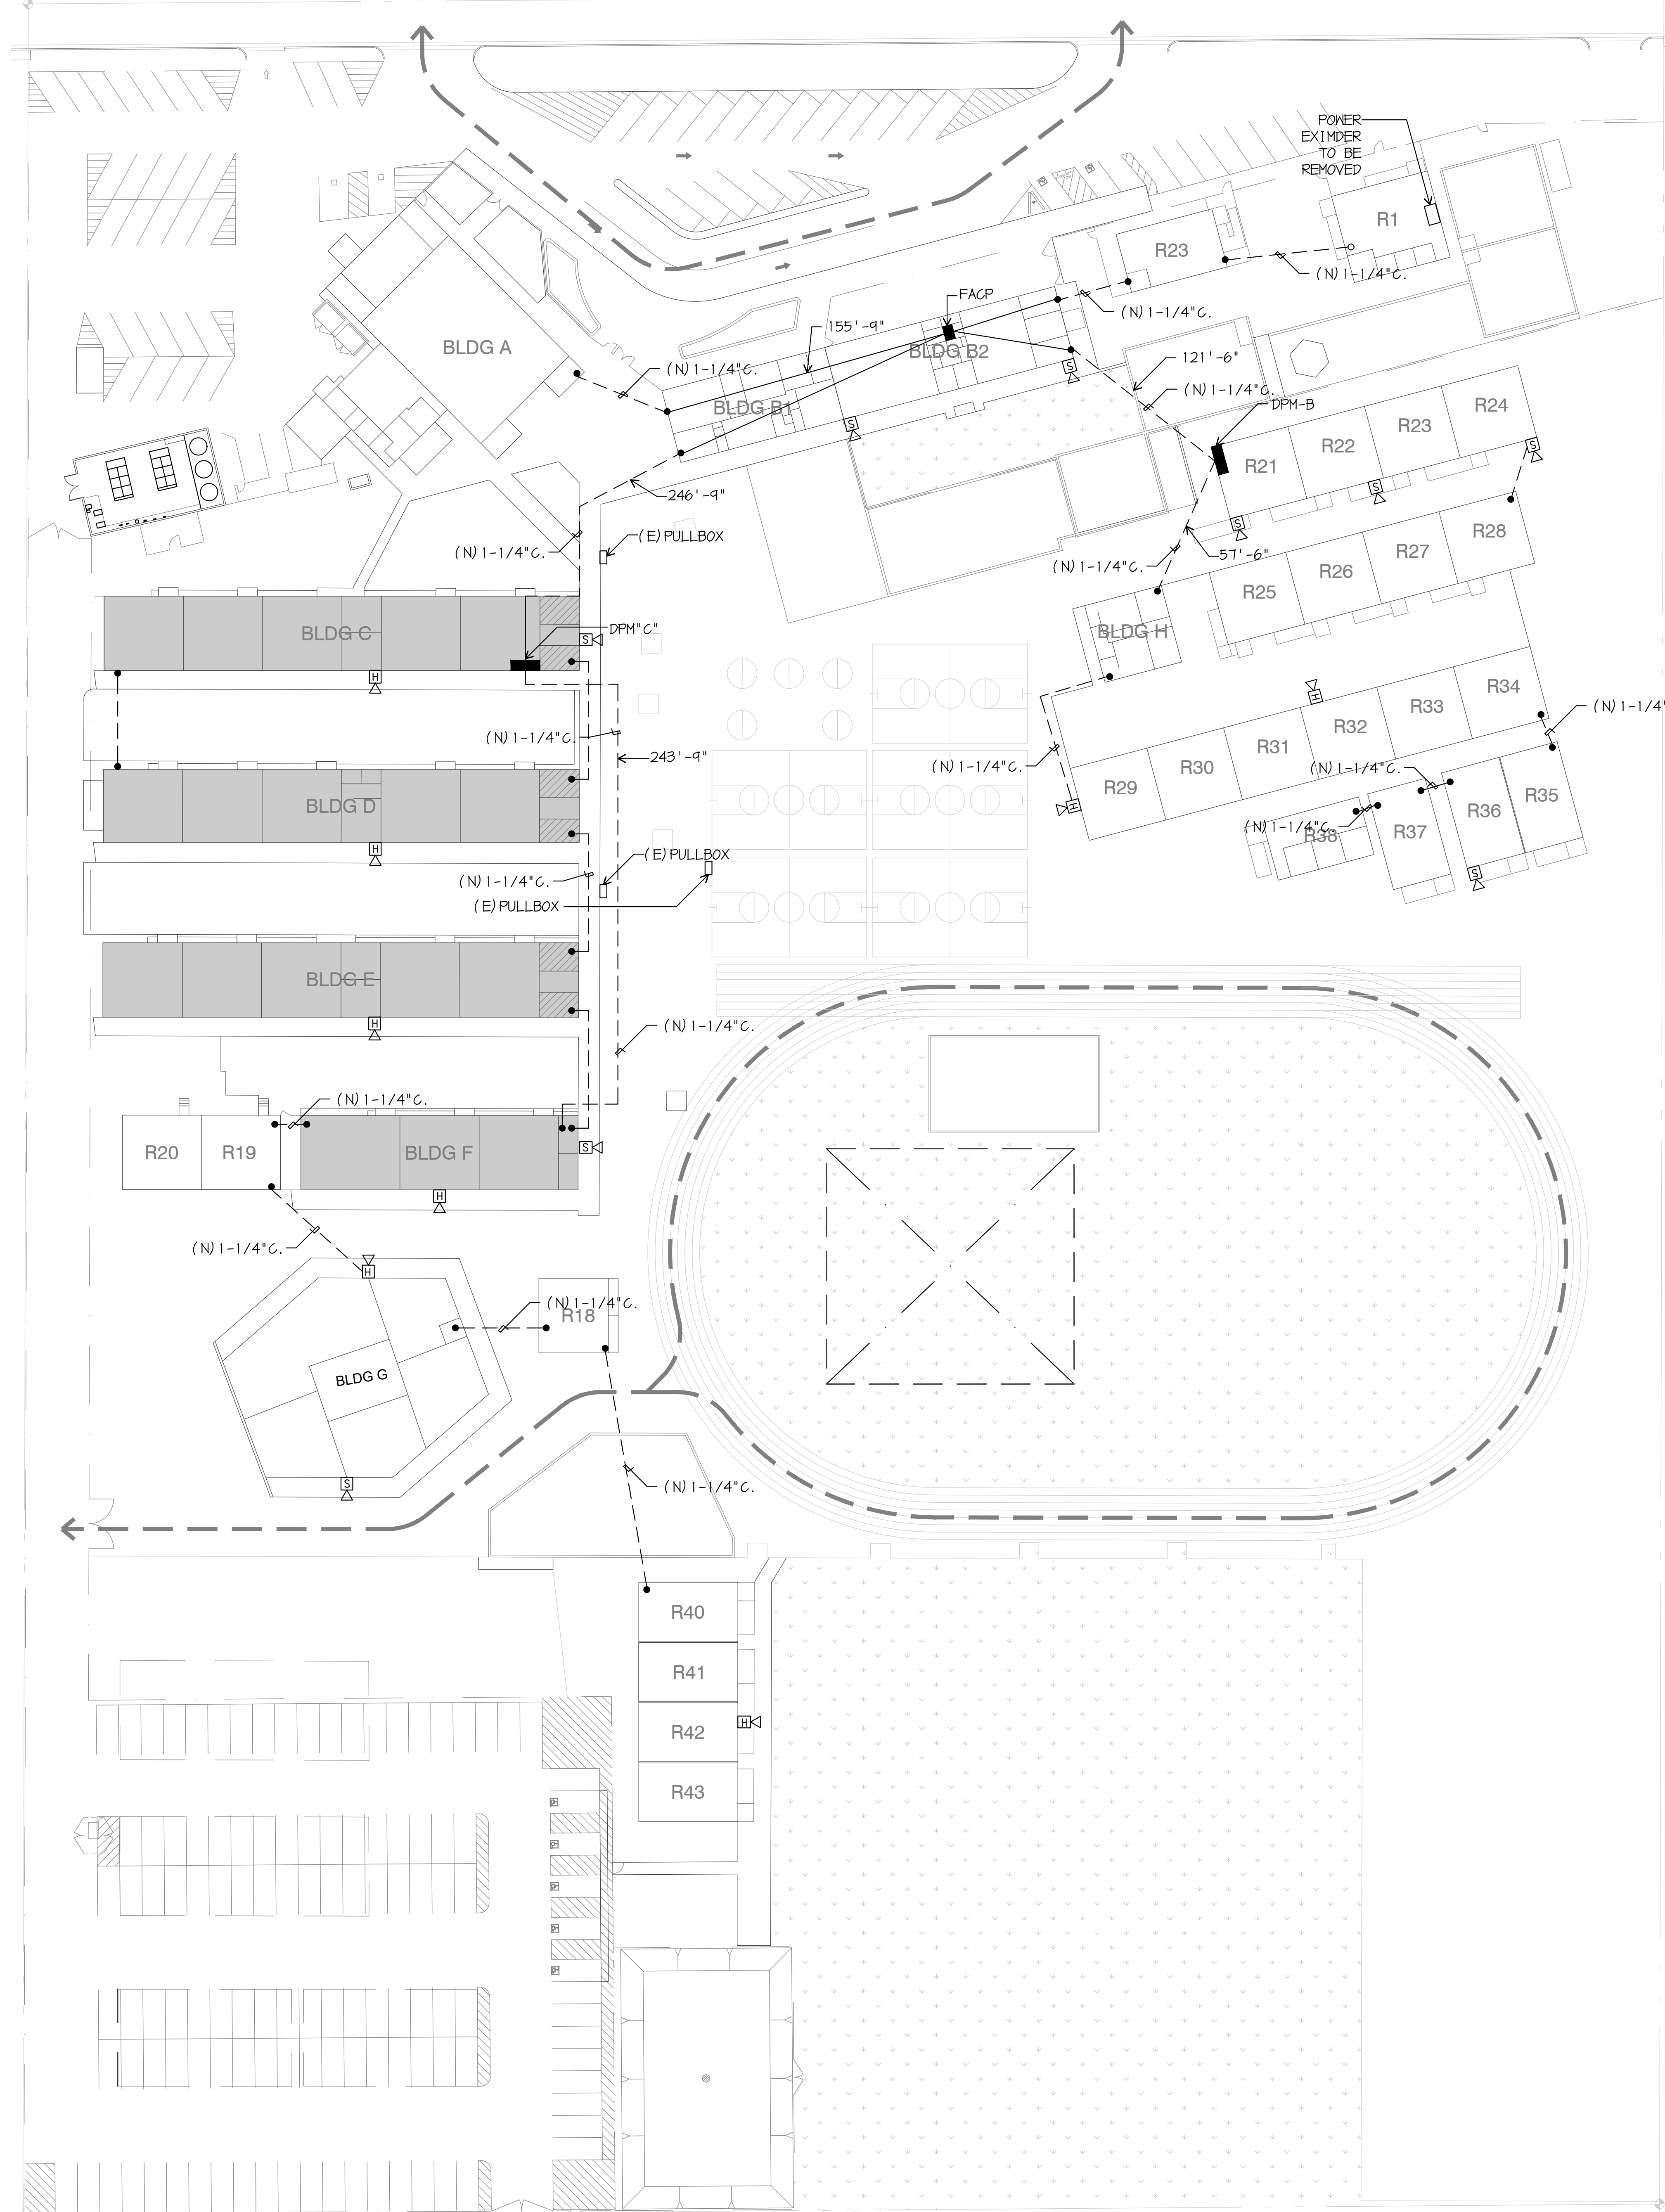 POWER
EXIMDER
TO BE
REMOVED
R1
R23
(N)1-1/4"C.
(N)1-1/4"C.
FACP
155'-9"
BLDG A
BLDG B2
121'-6"
(N)1-1/4"C.
(N)1-1/4"C.
DPM-B
BLDG B1
S
S
R24
R23
R22
R21
S
S
S
246'-9"
(E)PULLBOX
(N)1-1/4"C.
57'-6"
(N)1-1/4"C.
R28
R27
R26
R25
BLDG C
DPM"C"
S
BLDG H
H
H
R34
R33
R32
R31
R30
R29
(N)1-1/4"
(N)1-1/4"C.
243'-9"
(N)1-1/4"C.
(N)1-1/4"C.
H
BLDG D
R35
R36
R37
(N)1-1/4"C.
R38
H
(E)PULLBOX
S
(N)1-1/4"C.
(E)PULLBOX
BLDG E
H
(N)1-1/4"C.
(N)1-1/4"C.
R20
R19
BLDG F
S
H
(N)1-1/4"C.
H
(N)1-1/4"C.
R18
BLDG G
S
(N)1-1/4"C.
R40
R41
R42
H
R43